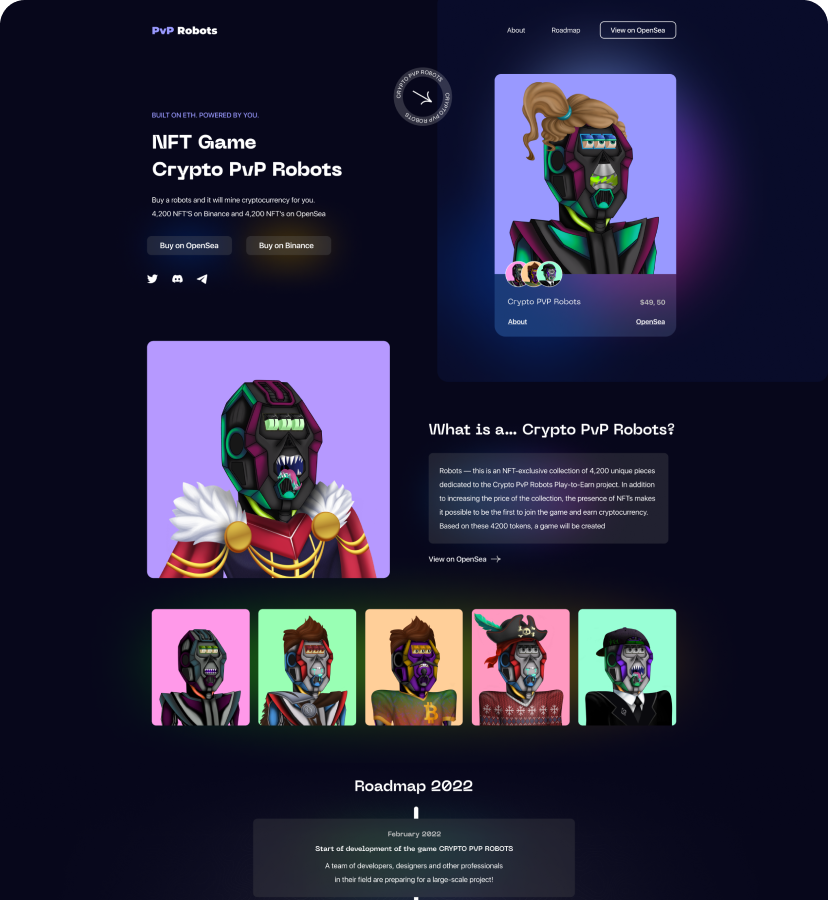 PvP Robots
About
Roadmap
View on OpenSea
CRYPTO PVP ROBOTS
CRYPTO PVP ROBOTS
BUILT ON ETH. POWERED BY YOU.
NFT Game
Crypto PvP Robots
Buy a robots and it will mine cryptocurrency for you.
4,200 NFT'S on Binance and 4,200 NFT's on OpenSea
Buy on OpenSea
Buy on Binance
Crypto PVP Robots
$49, 50
About
OpenSea
What is a... Crypto PvP Robots?
Robots — this is an NFT-exclusive collection of 4,200 unique pieces
dedicated to the Crypto PvP Robots Play-to-Earn project. In addition
to increasing the price of the collection, the presence of NFTs makes
it possible to be the first to join the game and earn cryptocurrency.
Based on these 4200 tokens, a game will be created
View on OpenSea
Roadmap 2022
February 2022
Start of development of the game CRYPTO PVP ROBOTS
A team of developers, designers and other professionals
in their field are preparing for a large-scale project!